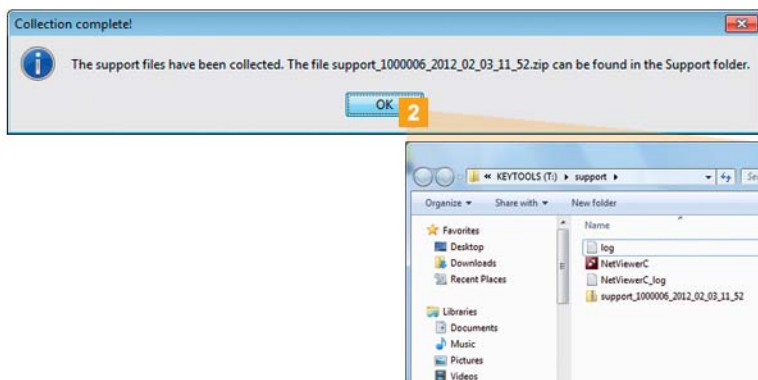 Collection complete!
The support files have been collected. The file support_1000006_2012_02_03_11_52.zip can be found in the Support folder.
OK
2
« KEYTOOLS (T:) ▸ support ▸
Organize ▾ Share with ▾ New folder
Favorites
Desktop
Downloads
Recent Places
Libraries
Documents
Music
Pictures
Videos
Name
log
NetViewerC
NetViewerC_log
support_1000006_2012_02_03_11_52